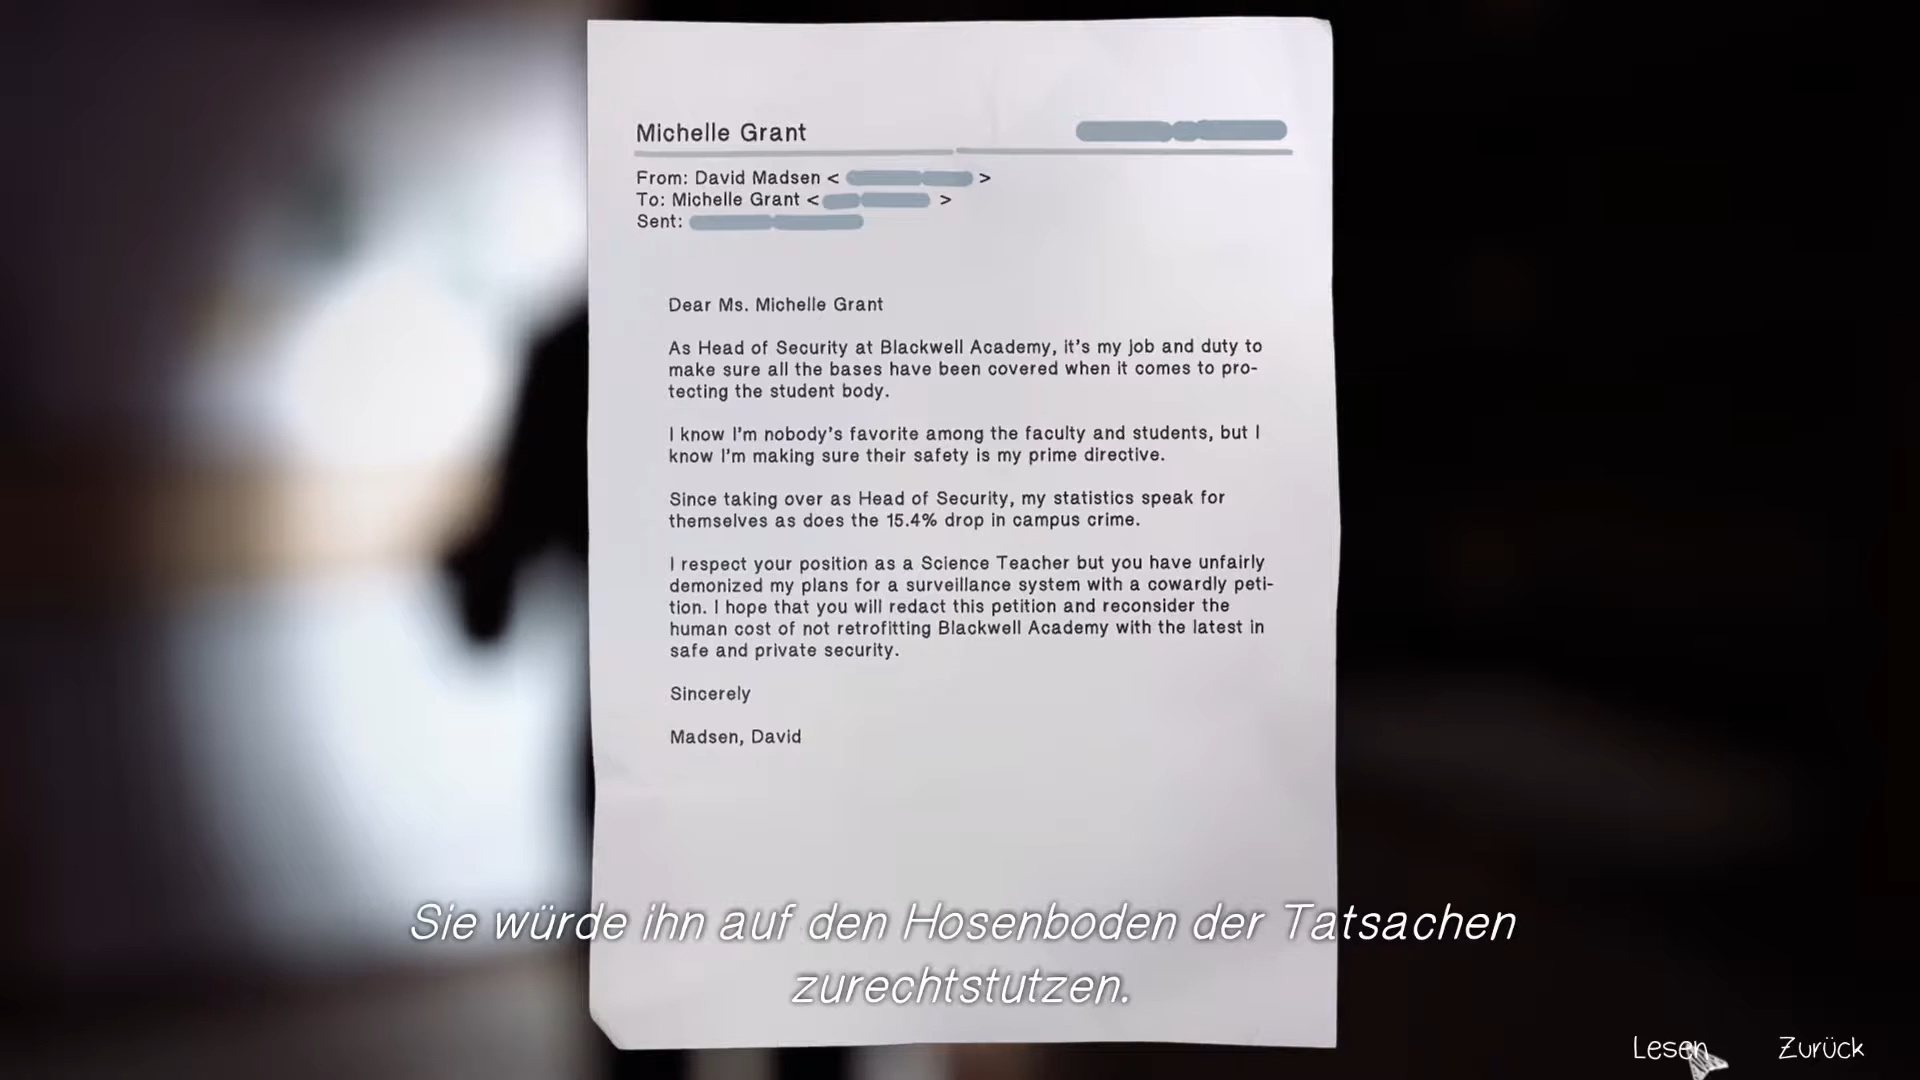 Michelle Grant
From: David Madsen < >
To: Michelle Grant < >
Sent:
Dear Ms. Michelle Grant
As Head of Security at Blackwell Academy, it's my job and duty to
make sure all the bases have been covered when it comes to pro-
tecting the student body.
I know I'm nobody's favorite among the faculty and students, but I
know I'm making sure their safety is my prime directive.
Since taking over as Head of Security, my statistics speak for
themselves as does the 15.4% drop in campus crime.
I respect your position as a Science Teacher but you have unfairly
demonized my plans for a surveillance system with a cowardly peti-
tion. I hope that you will redact this petition and reconsider the
human cost of not retrofitting Blackwell Academy with the latest in
safe and private security.
Sincerely
Madsen, David
Sie würde ihn auf den Hosenboden der Tatsachen
zurechtstutzen.
Lesen Zurück